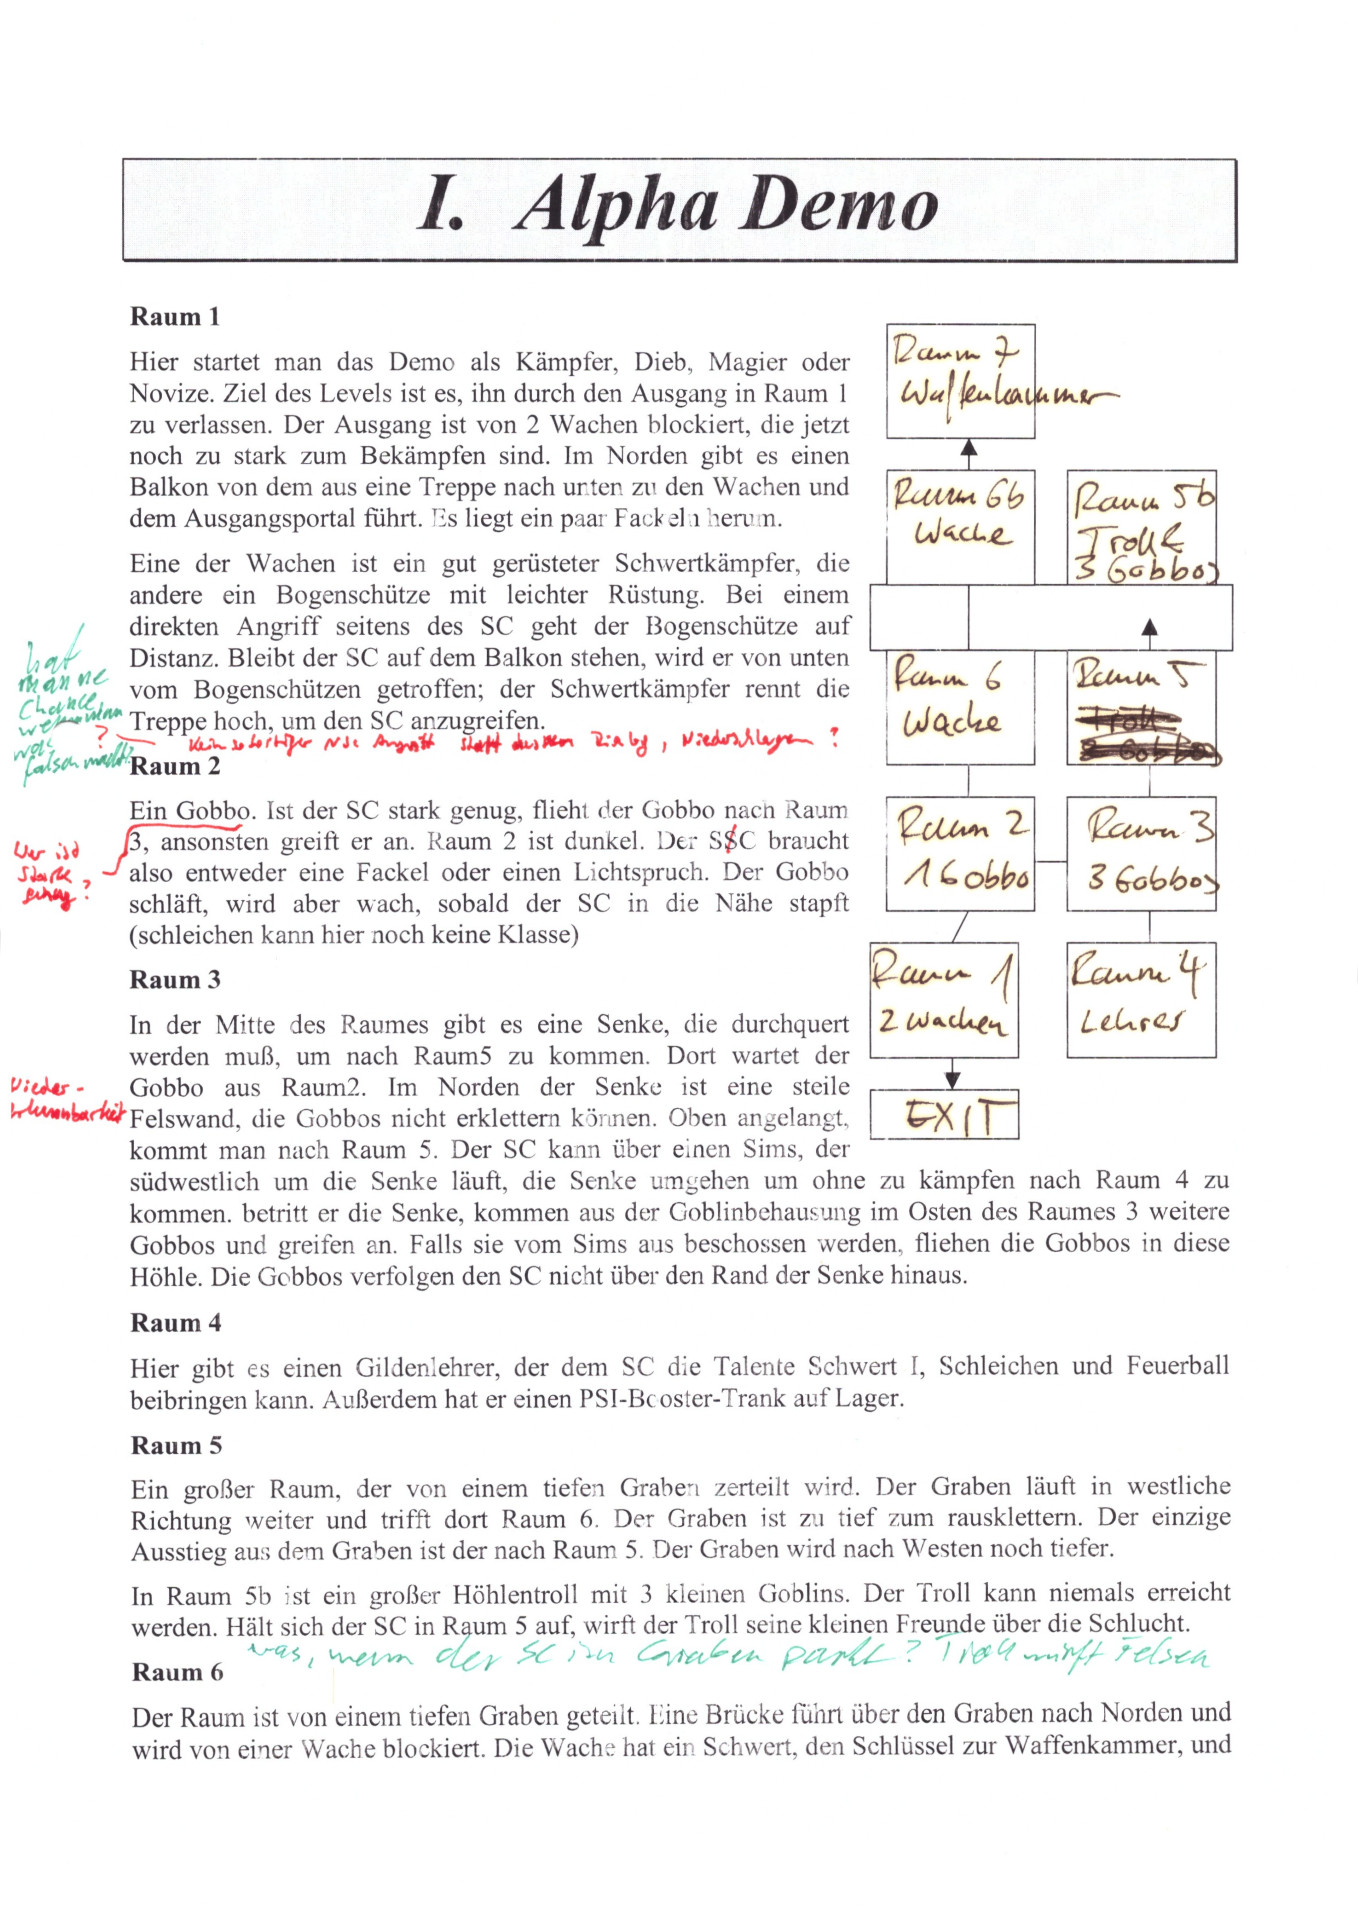 I. Alpha Demo
Raum 1
Hier startet man das Demo als Kämpfer, Dieb, Magier oder
Novize. Ziel des Levels ist es, ihn durch den Ausgang in Raum 1
zu verlassen. Der Ausgang ist von 2 Wachen blockiert, die jetzt
noch zu stark zum Bekämpfen sind. Im Norden gibt es einen
Balkon von dem aus eine Treppe nach unten zu den Wachen und
dem Ausgangsportal führt. Es liegt ein paar Fackeln herum.
Eine der Wachen ist ein gut gerüsteter Schwertkämpfer, die
andere ein Bogenschütze mit leichter Rüstung. Bei einem
direkten Angriff seitens des SC geht der Bogenschütze auf
Distanz. Bleibt der SC auf dem Balkon stehen, wird er von unten
vom Bogenschützen getroffen; der Schwertkämpfer rennt die
Treppe hoch, um den SC anzugreifen.
hat
man ne
Chance
wenn man
was
falsch macht?
? Kein sofortiger NSC Angriff statt dessen Dialog, Niederschlagen?
Raum 2
Ein Gobbo. Ist der SC stark genug, flieht der Gobbo nach Raum
3, ansonsten greift er an. Raum 2 ist dunkel. Der SSC braucht
also entweder eine Fackel oder einen Lichtspruch. Der Gobbo
schläft, wird aber wach, sobald der SC in die Nähe stapft
(schleichen kann hier noch keine Klasse)
Wer ist
stark
genug?
Raum 3
In der Mitte des Raumes gibt es eine Senke, die durchquert
werden muß, um nach Raum5 zu kommen. Dort wartet der
Gobbo aus Raum2. Im Norden der Senke ist eine steile
Felswand, die Gobbos nicht erklettern können. Oben angelangt,
kommt man nach Raum 5. Der SC kann über einen Sims, der
südwestlich um die Senke läuft, die Senke umgehen um ohne zu kämpfen nach Raum 4 zu
kommen. betritt er die Senke, kommen aus der Goblinbehausung im Osten des Raumes 3 weitere
Gobbos und greifen an. Falls sie vom Sims aus beschossen werden, fliehen die Gobbos in diese
Höhle. Die Gobbos verfolgen den SC nicht über den Rand der Senke hinaus.
Wieder-
erkennbarkeit
Raum 7
Waffenkammer
Raum 6b
Wache
Raum 5b
Troll &
3 Gobbos
Raum 6
Wache
Raum 5
Troll
3 Gobbos
Raum 2
1 Gobbo
Raum 3
3 Gobbos
Raum 1
2 Wachen
Raum 4
Lehrer
EXIT
Raum 4
Hier gibt es einen Gildenlehrer, der dem SC die Talente Schwert I, Schleichen und Feuerball
beibringen kann. Außerdem hat er einen PSI-Booster-Trank auf Lager.
Raum 5
Ein großer Raum, der von einem tiefen Graben zerteilt wird. Der Graben läuft in westliche
Richtung weiter und trifft dort Raum 6. Der Graben ist zu tief zum rausklettern. Der einzige
Ausstieg aus dem Graben ist der nach Raum 5. Der Graben wird nach Westen noch tiefer.
In Raum 5b ist ein großer Höhlentroll mit 3 kleinen Goblins. Der Troll kann niemals erreicht
werden. Hält sich der SC in Raum 5 auf, wirft der Troll seine kleinen Freunde über die Schlucht.
was, wenn der SC im Graben parkt? Troll wirft Felsen
Raum 6
Der Raum ist von einem tiefen Graben geteilt. Eine Brücke führt über den Graben nach Norden und
wird von einer Wache blockiert. Die Wache hat ein Schwert, den Schlüssel zur Waffenkammer, und